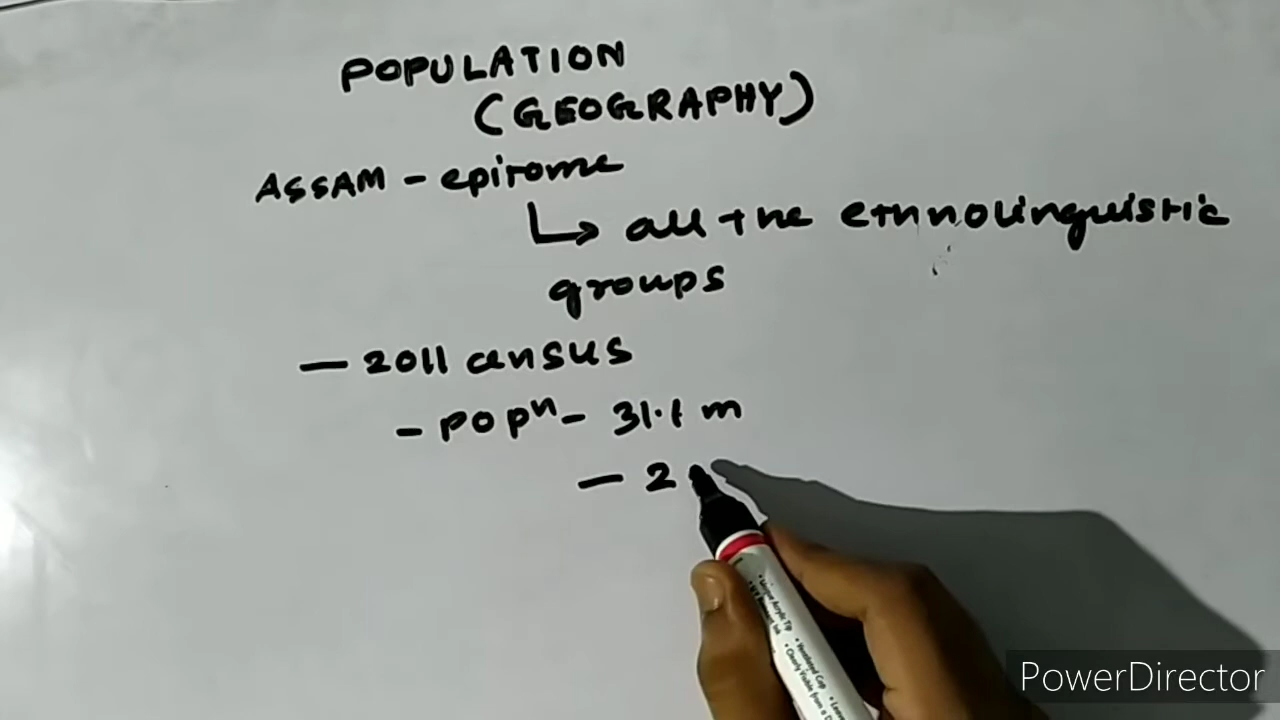 POPULATION
(GEOGRAPHY)
ASSAM - epitome
↳ all the ethnolinguistic
groups
— 2011 census
- popⁿ - 31.1 m
— 2
PowerDirector